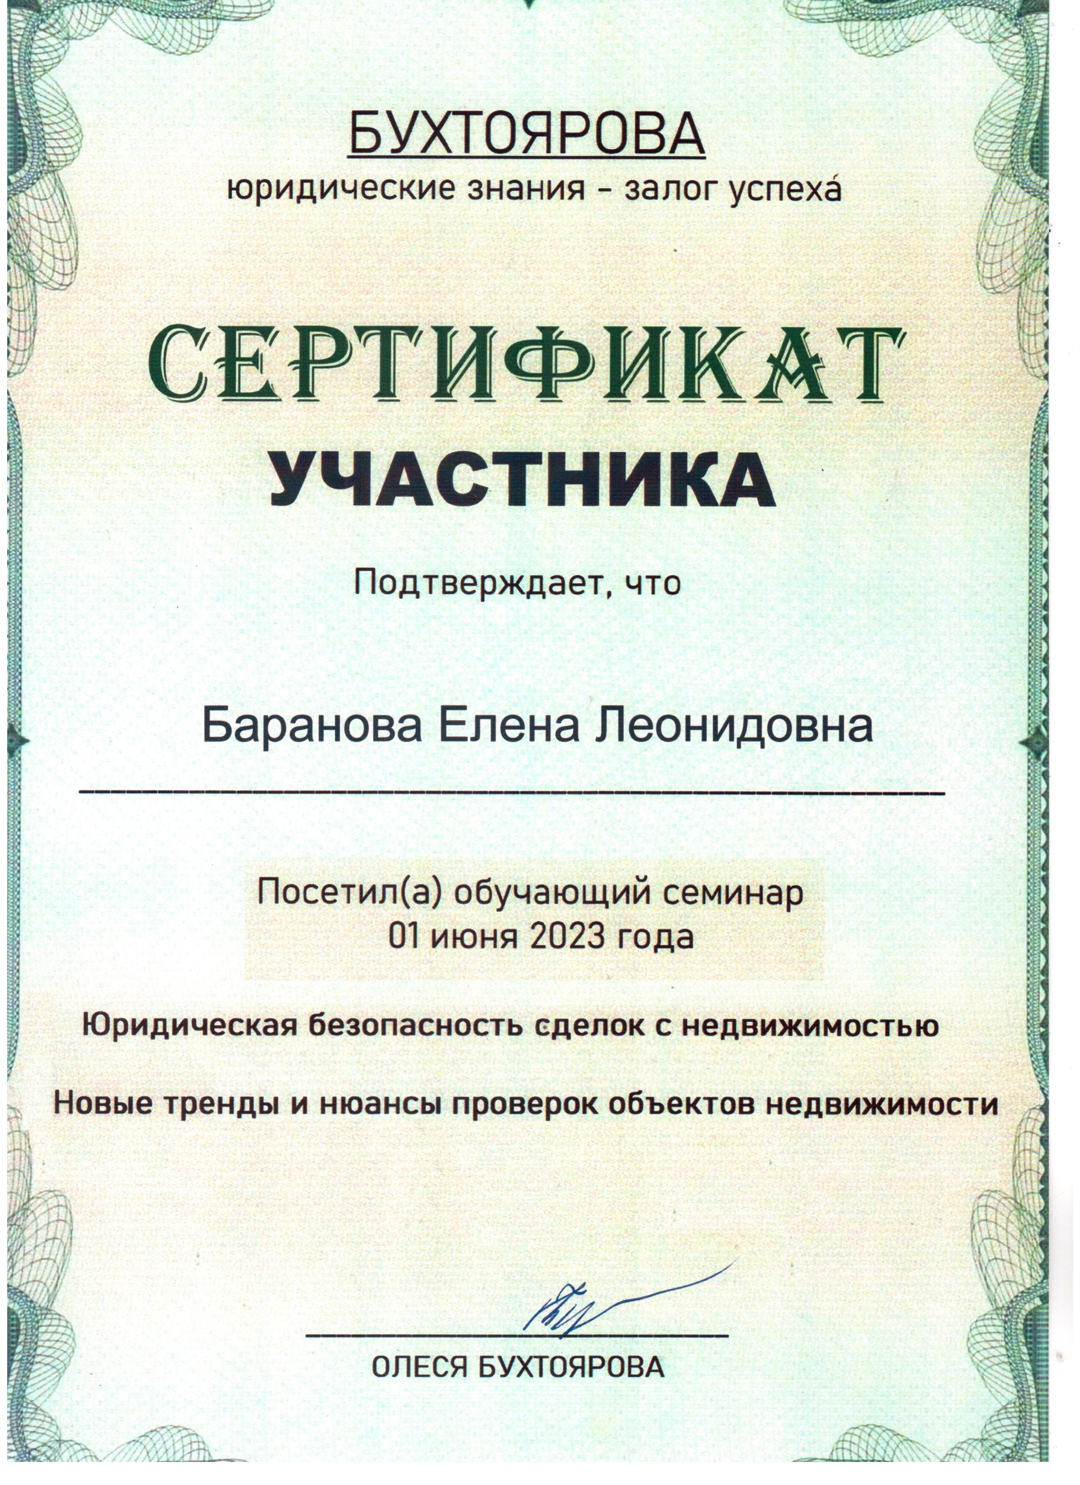 БУХТОЯРОВА
юридические знания - залог успеха
СЕРТИФИКАТ
УЧАСТНИКА
Подтверждает, что
Баранова Елена Леонидовна
Посетил(а) обучающий семинар
01 июня 2023 года
Юридическая безопасность сделок с недвижимостью
Новые тренды и нюансы проверок объектов недвижимости
ОЛЕСЯ БУХТОЯРОВА